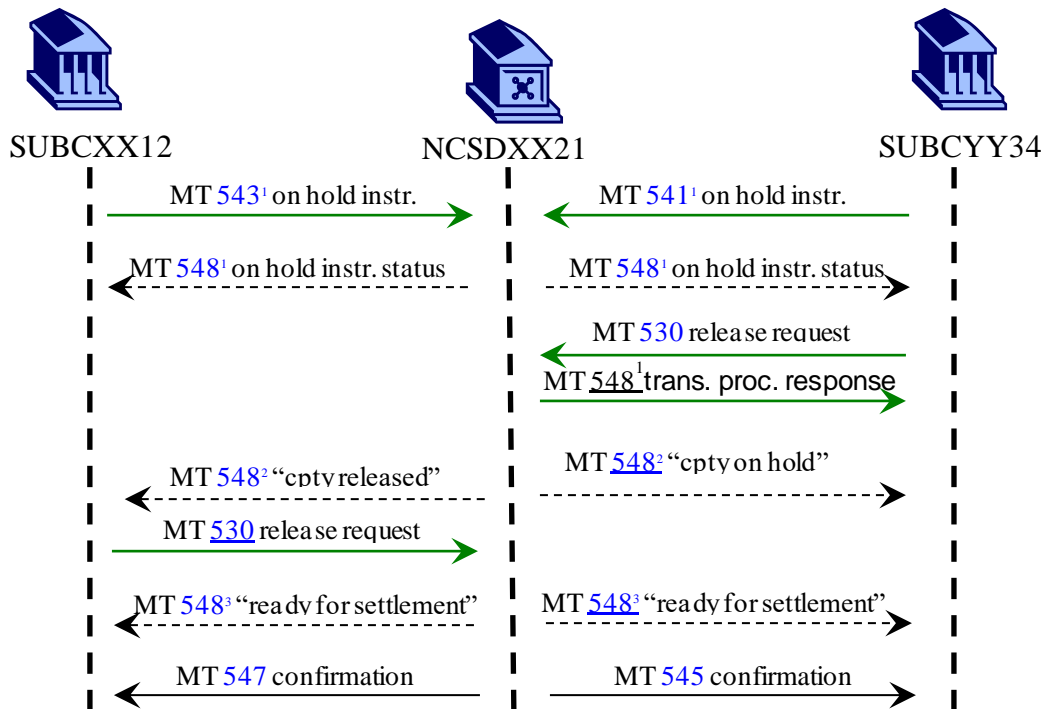 SUBCXX12
NCSDXX21
SUBCYY34
MT 543¹ on hold instr.
MT 541¹ on hold instr.
MT 548¹ on hold instr. status
MT 548¹ on hold instr. status
MT 530 release request
MT 548¹ trans. proc. response
MT 548² “cpty released”
MT 548² “cpty on hold”
MT 530 release request
MT 548³ “ready for settlement”
MT 548³ “ready for settlement”
MT 547 confirmation
MT 545 confirmation